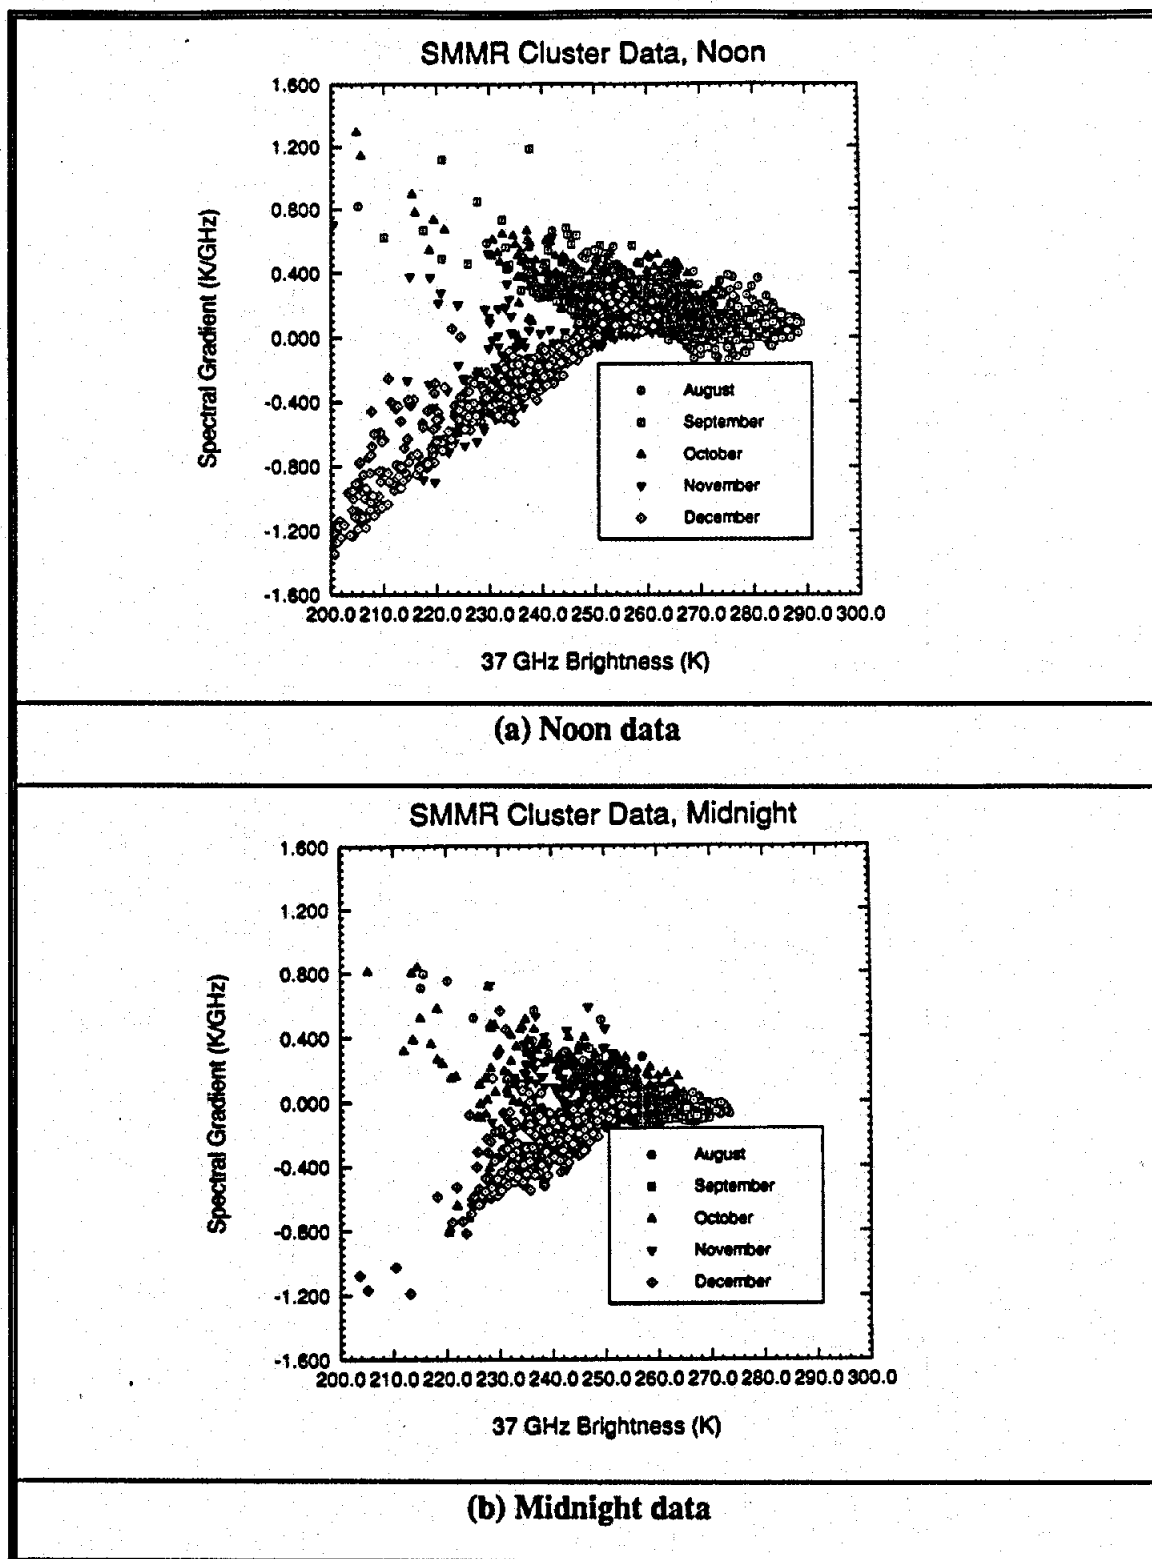 SMMR Cluster Data, Noon
1.600
1.200
0.800
0.400
0.000
-0.400
-0.800
-1.200
-1.600
Spectral Gradient (K/GHz)
August
September
October
November
December
200.0 210.0 220.0 230.0 240.0 250.0 260.0 270.0 280.0 290.0 300.0
37 GHz Brightness (K)
(a) Noon data
SMMR Cluster Data, Midnight
1.600
1.200
0.800
0.400
0.000
-0.400
-0.800
-1.200
-1.600
Spectral Gradient (K/GHz)
August
September
October
November
December
200.0 210.0 220.0 230.0 240.0 250.0 260.0 270.0 280.0 290.0 300.0
37 GHz Brightness (K)
(b) Midnight data